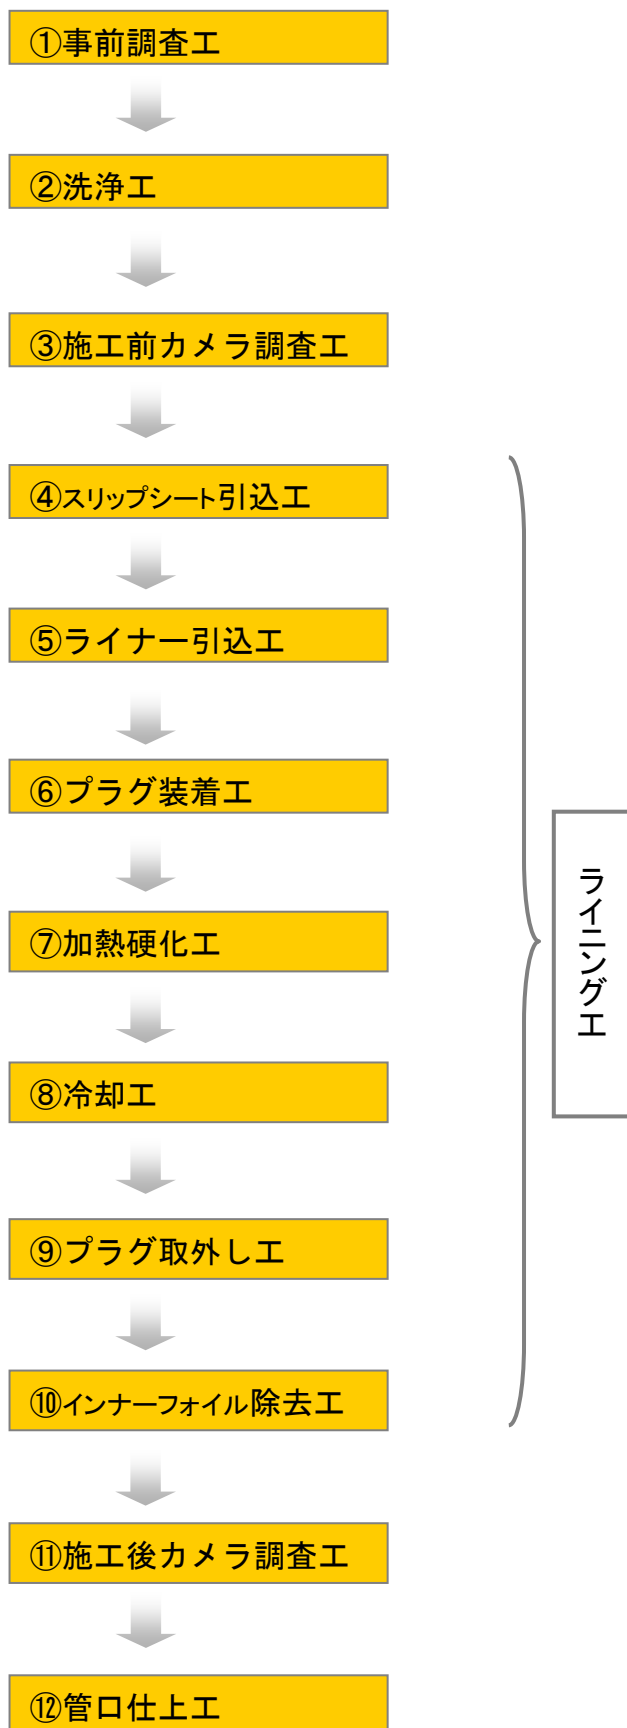 ①事前調査工
②洗浄工
③施工前カメラ調査工
④スリップシート引込工
⑤ライナー引込工
⑥プラグ装着工
⑦加熱硬化工
⑧冷却工
⑨プラグ取外し工
⑩インナーフォイル除去工
⑪施工後カメラ調査工
⑫管口仕上工
ライニング工